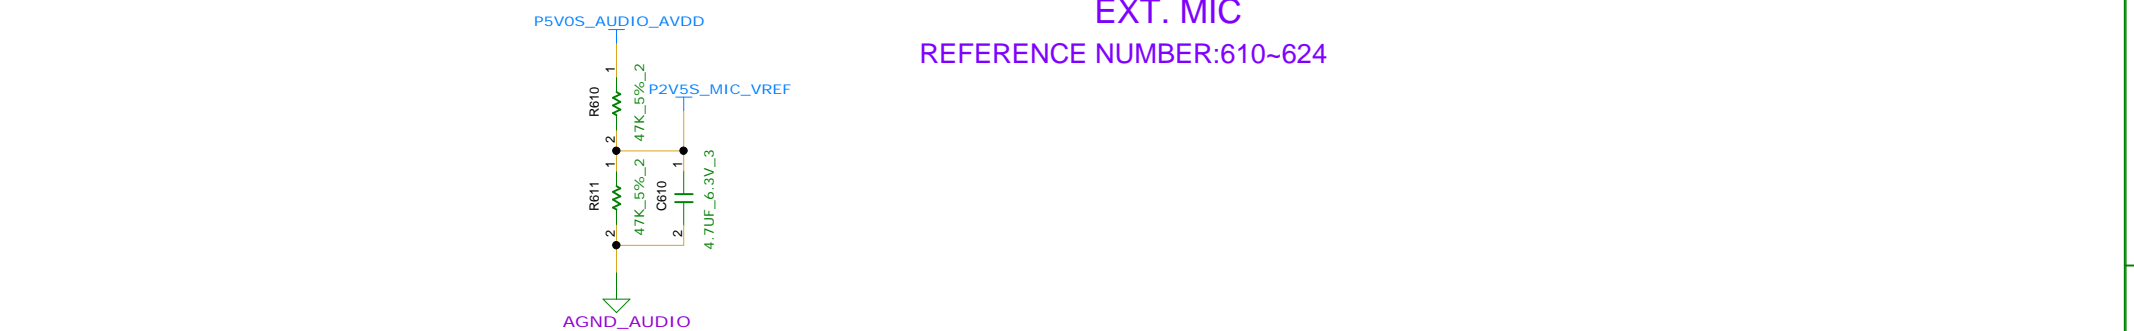 EXT. MIC
P5V0S_AUDIO_AVDD
REFERENCE NUMBER:610~624
1
R610
47K_5%_2
2
P2V5S_MIC_VREF
1
R611
47K_5%_2
2
1
C610
4.7UF_6.3V_3
2
AGND_AUDIO